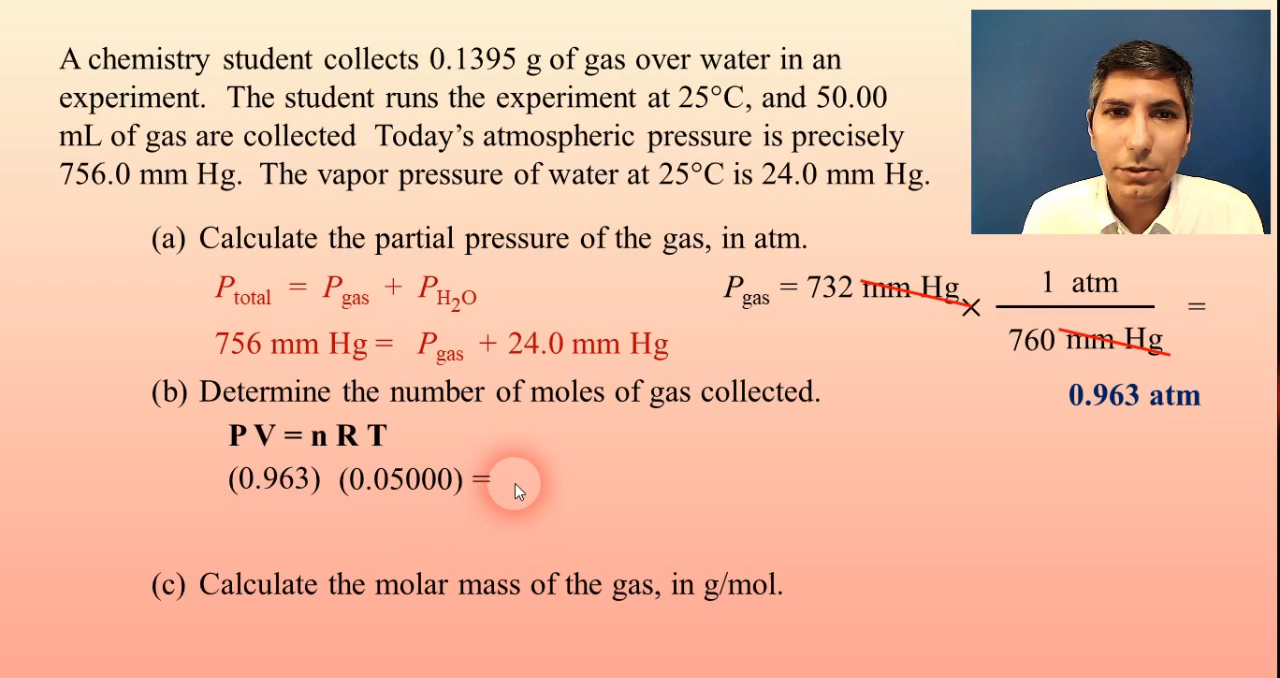 A chemistry student collects 0.1395 g of gas over water in an
experiment. The student runs the experiment at 25°C, and 50.00
mL of gas are collected Today's atmospheric pressure is precisely
756.0 mm Hg. The vapor pressure of water at 25°C is 24.0 mm Hg.
(a) Calculate the partial pressure of the gas, in atm.
P total = P gas + P H₂O
756 mm Hg = P gas + 24.0 mm Hg
P gas = 732 mm Hg × 1 atm / 760 mm Hg =
0.963 atm
(b) Determine the number of moles of gas collected.
P V = n R T
(0.963) (0.05000) =
(c) Calculate the molar mass of the gas, in g/mol.